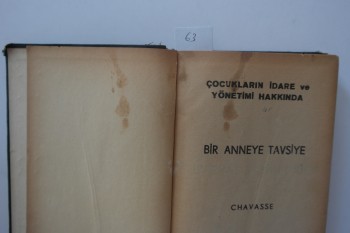 63
ÇOCUKLARIN İDARE ve
YÖNETİMİ HAKKINDA
BİR ANNEYE TAVSİYE
CHAVASSE